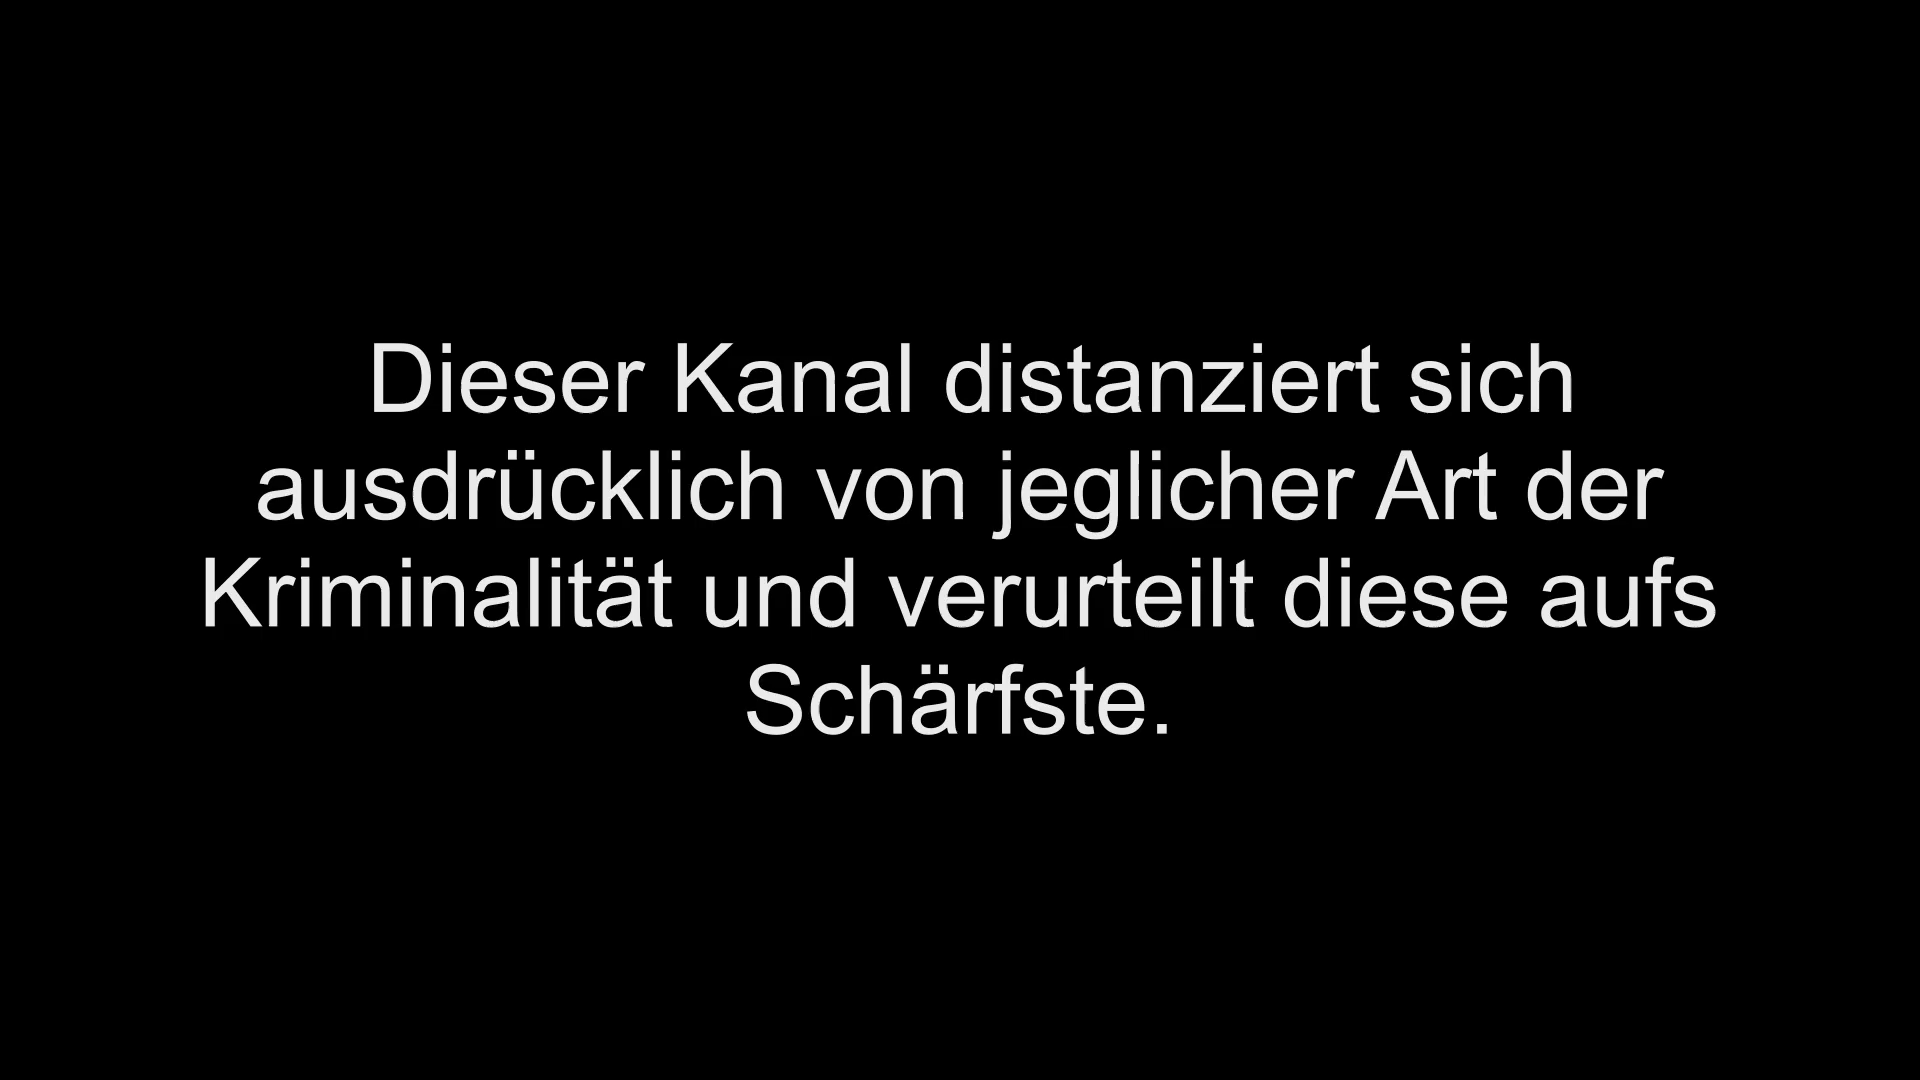 Dieser Kanal distanziert sich
ausdrücklich von jeglicher Art der
Kriminalität und verurteilt diese aufs
Schärfste.